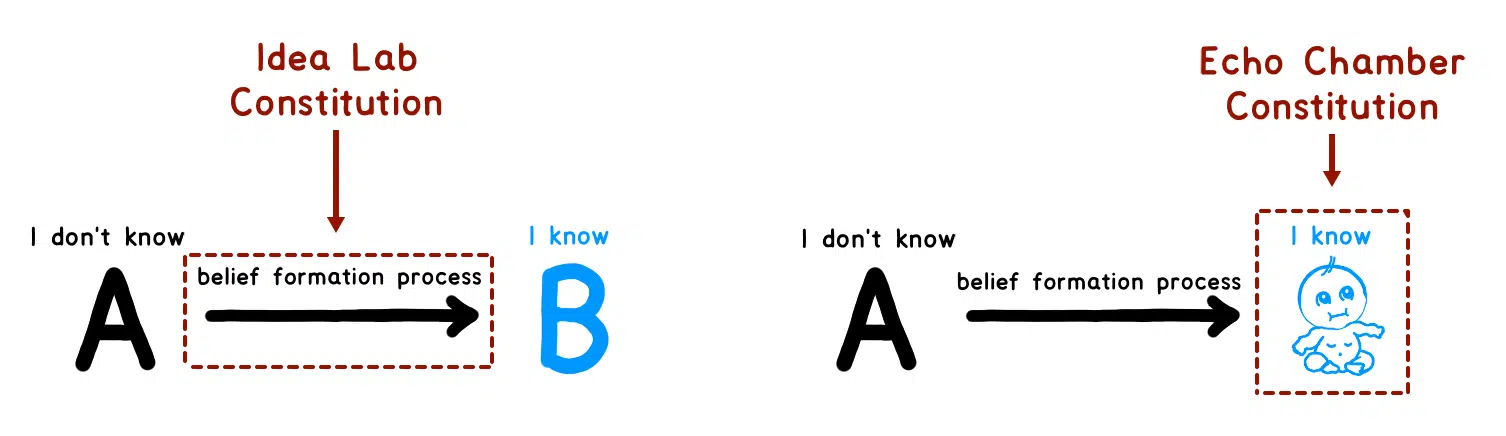 Idea Lab
Constitution
I don't know
belief formation process
I know
A
B
Echo Chamber
Constitution
I don't know
belief formation process
I know
A